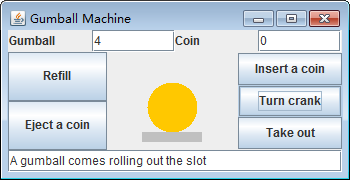 Gumball Machine
Gumball 4 Coin 0
Refill
Insert a coin
Turn crank
Eject a coin
Take out
A gumball comes rolling out the slot